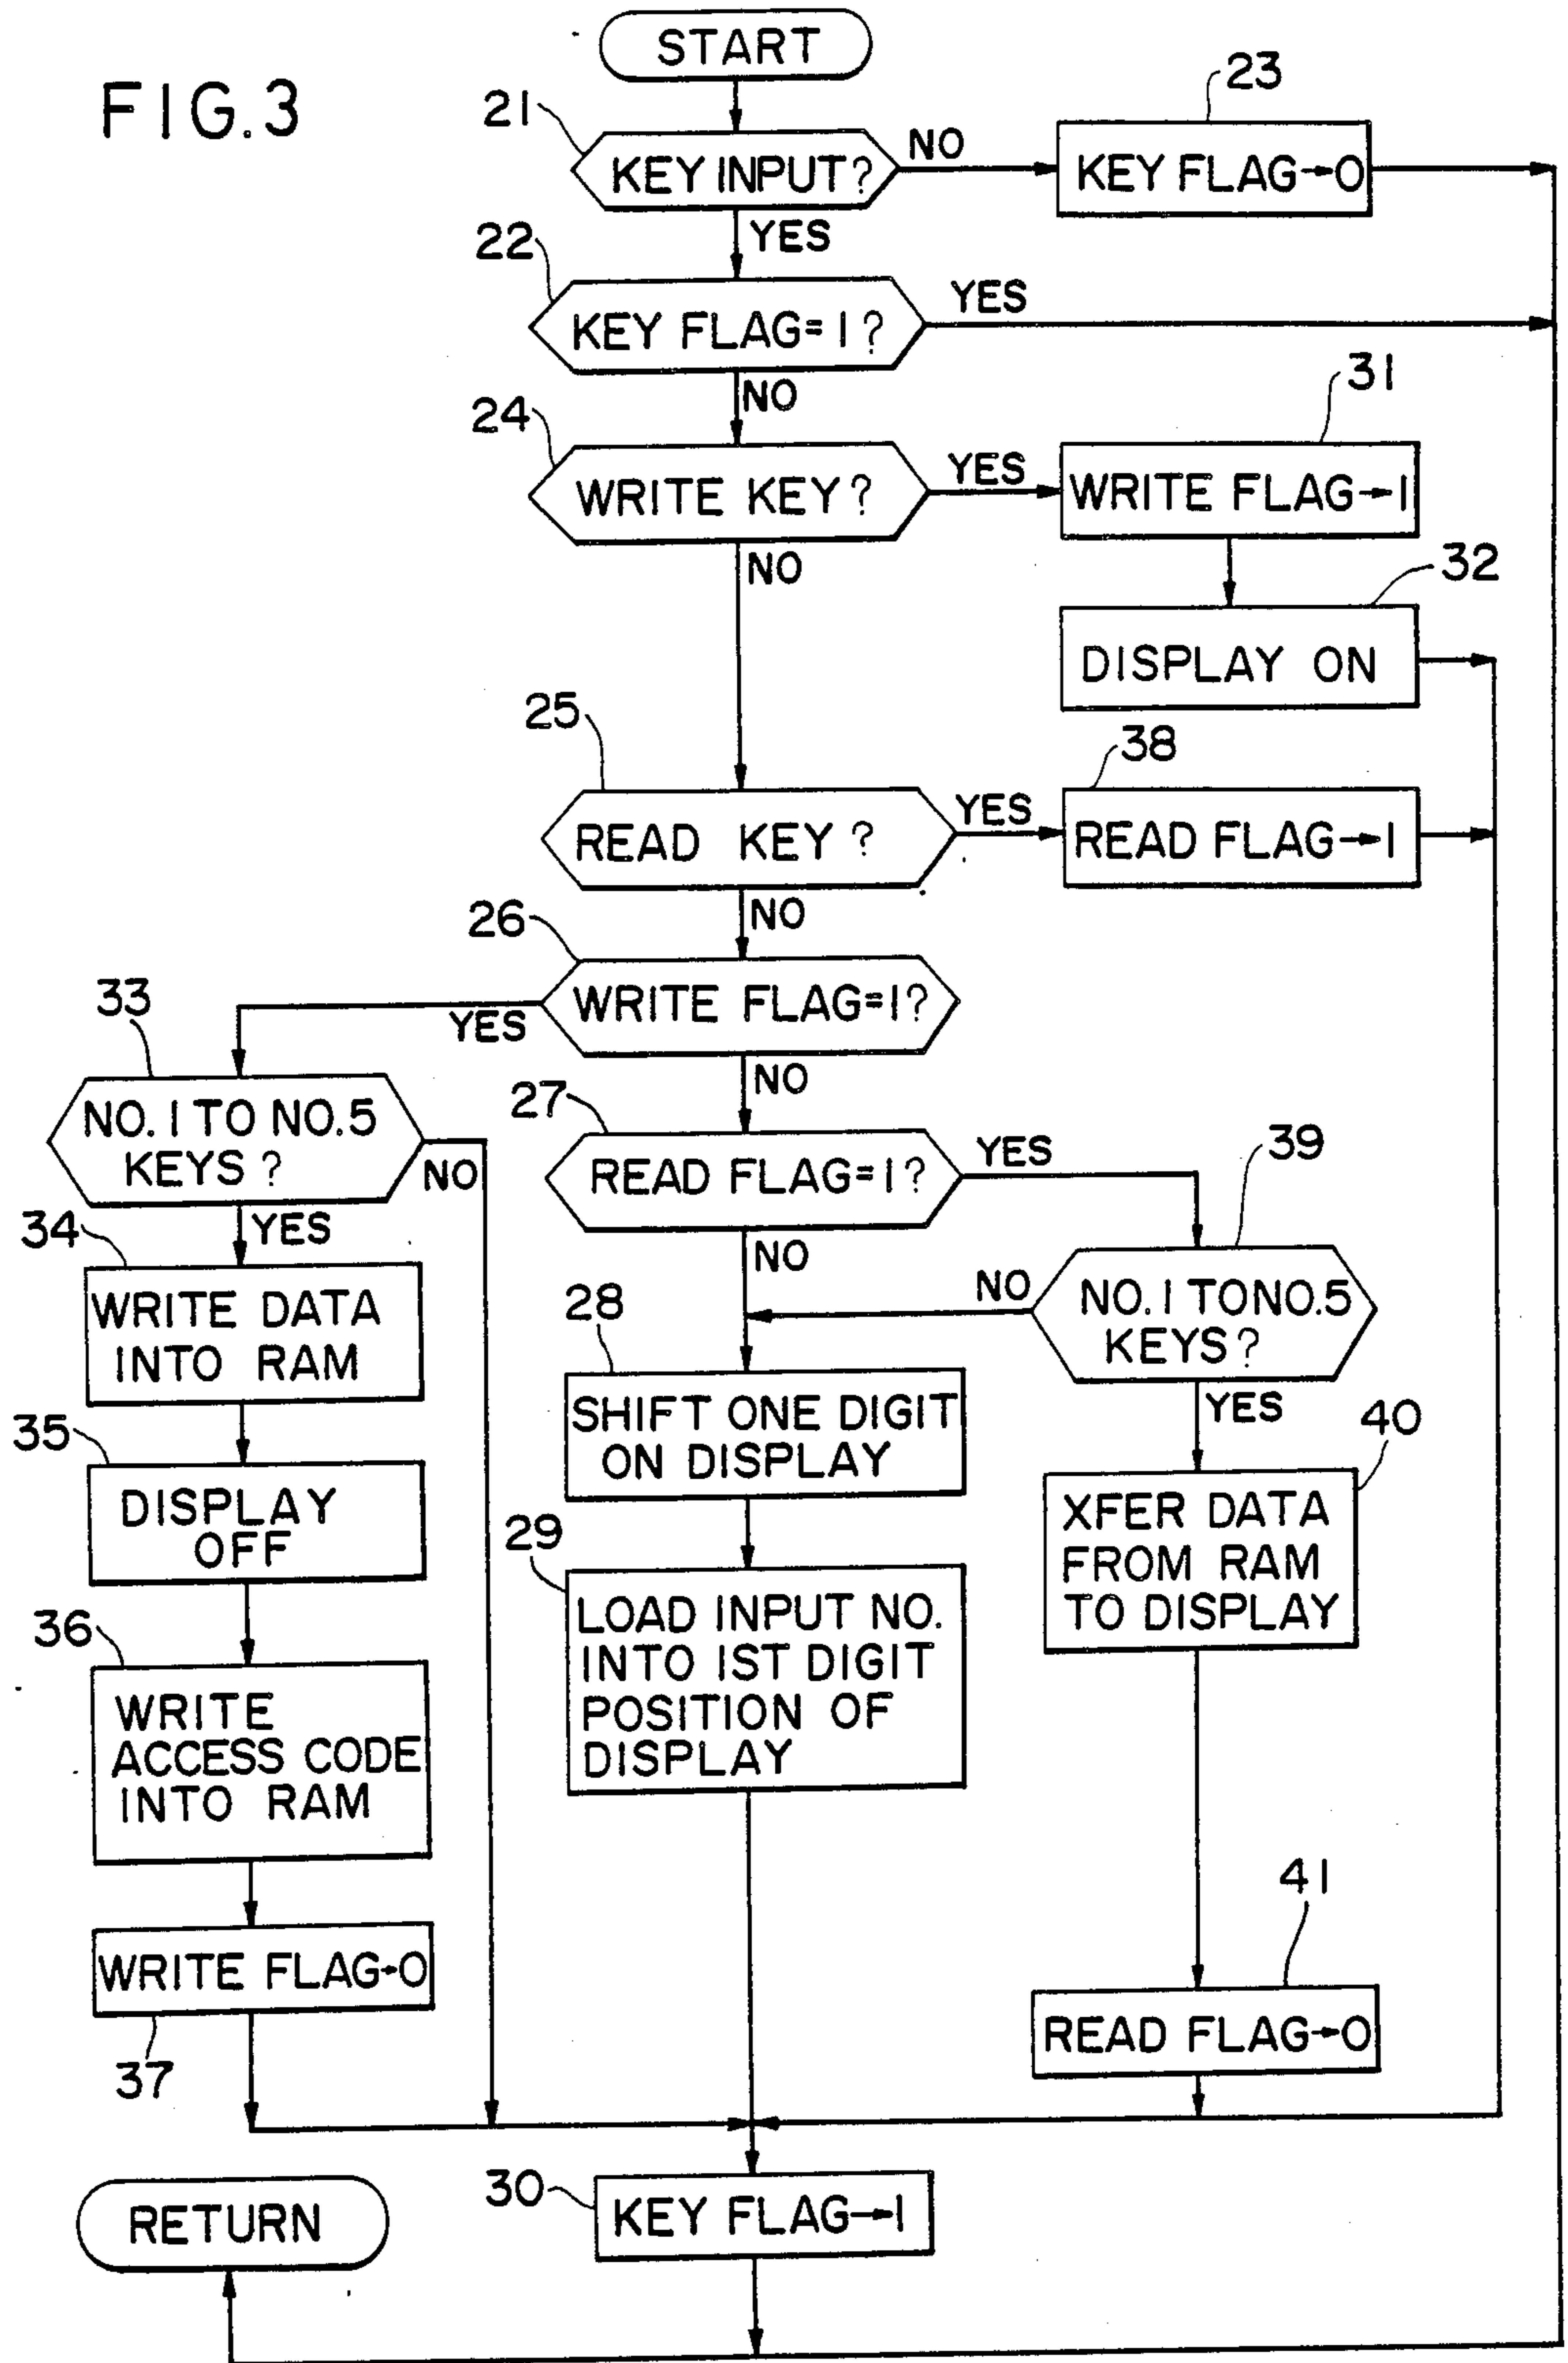 FIG.3
START
21
KEY INPUT?
NO
23
KEY FLAG→0
YES
22
KEY FLAG=1?
YES
NO
24
WRITE KEY?
YES
31
WRITE FLAG→1
NO
32
DISPLAY ON
25
READ KEY?
YES
38
READ FLAG→1
NO
26
WRITE FLAG=1?
YES
NO
33
NO.1 TO NO.5
KEYS?
NO
YES
27
READ FLAG=1?
YES
NO
39
NO.1 TO NO.5
KEYS?
NO
YES
34
WRITE DATA
INTO RAM
28
SHIFT ONE DIGIT
ON DISPLAY
40
XFER DATA
FROM RAM
TO DISPLAY
35
DISPLAY
OFF
29
LOAD INPUT NO.
INTO 1ST DIGIT
POSITION OF
DISPLAY
36
WRITE
ACCESS CODE
INTO RAM
41
READ FLAG→0
WRITE FLAG→0
37
30
KEY FLAG→1
RETURN